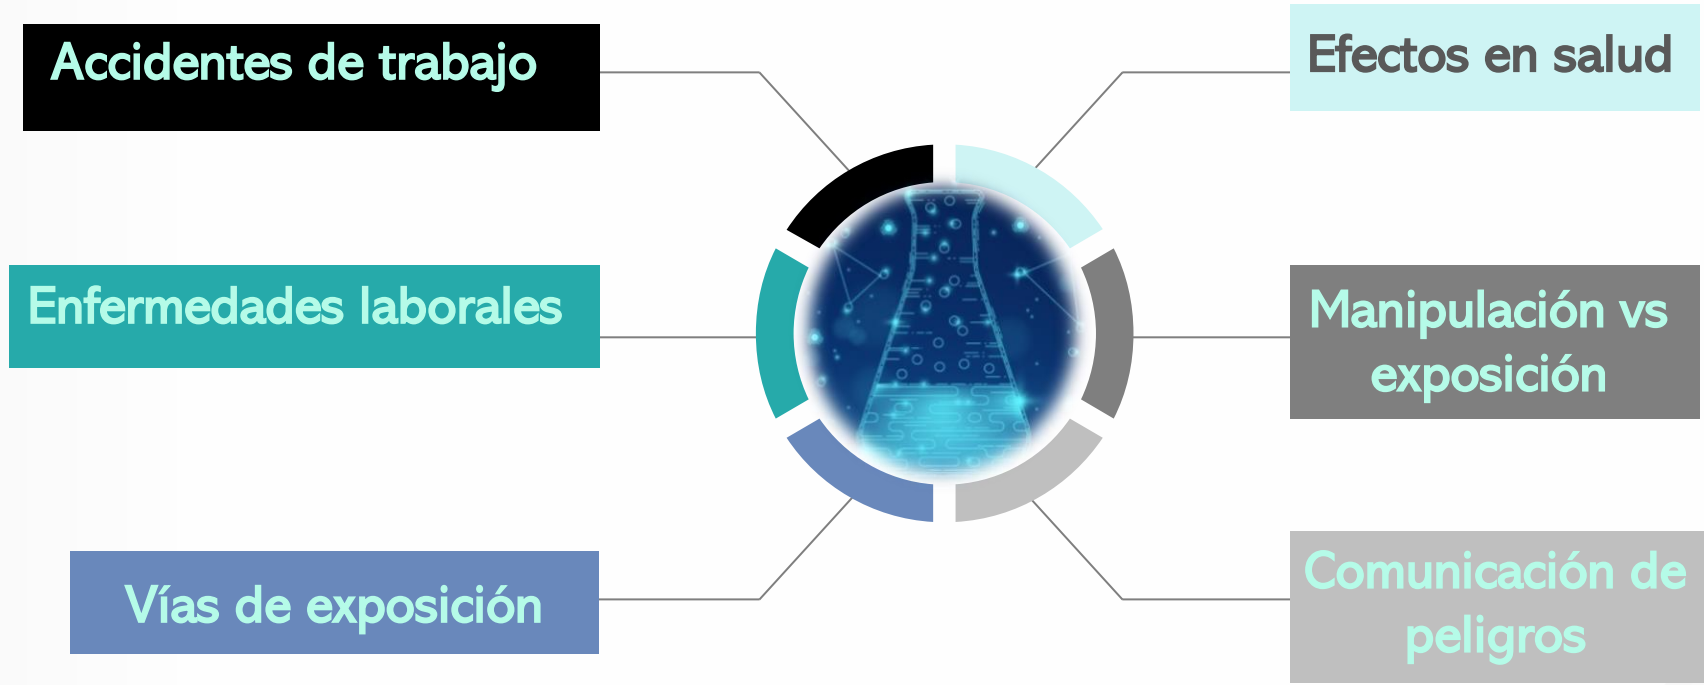 Accidentes de trabajo
Enfermedades laborales
Vías de exposición
Efectos en salud
Manipulación vs
exposición
Comunicación de
peligros